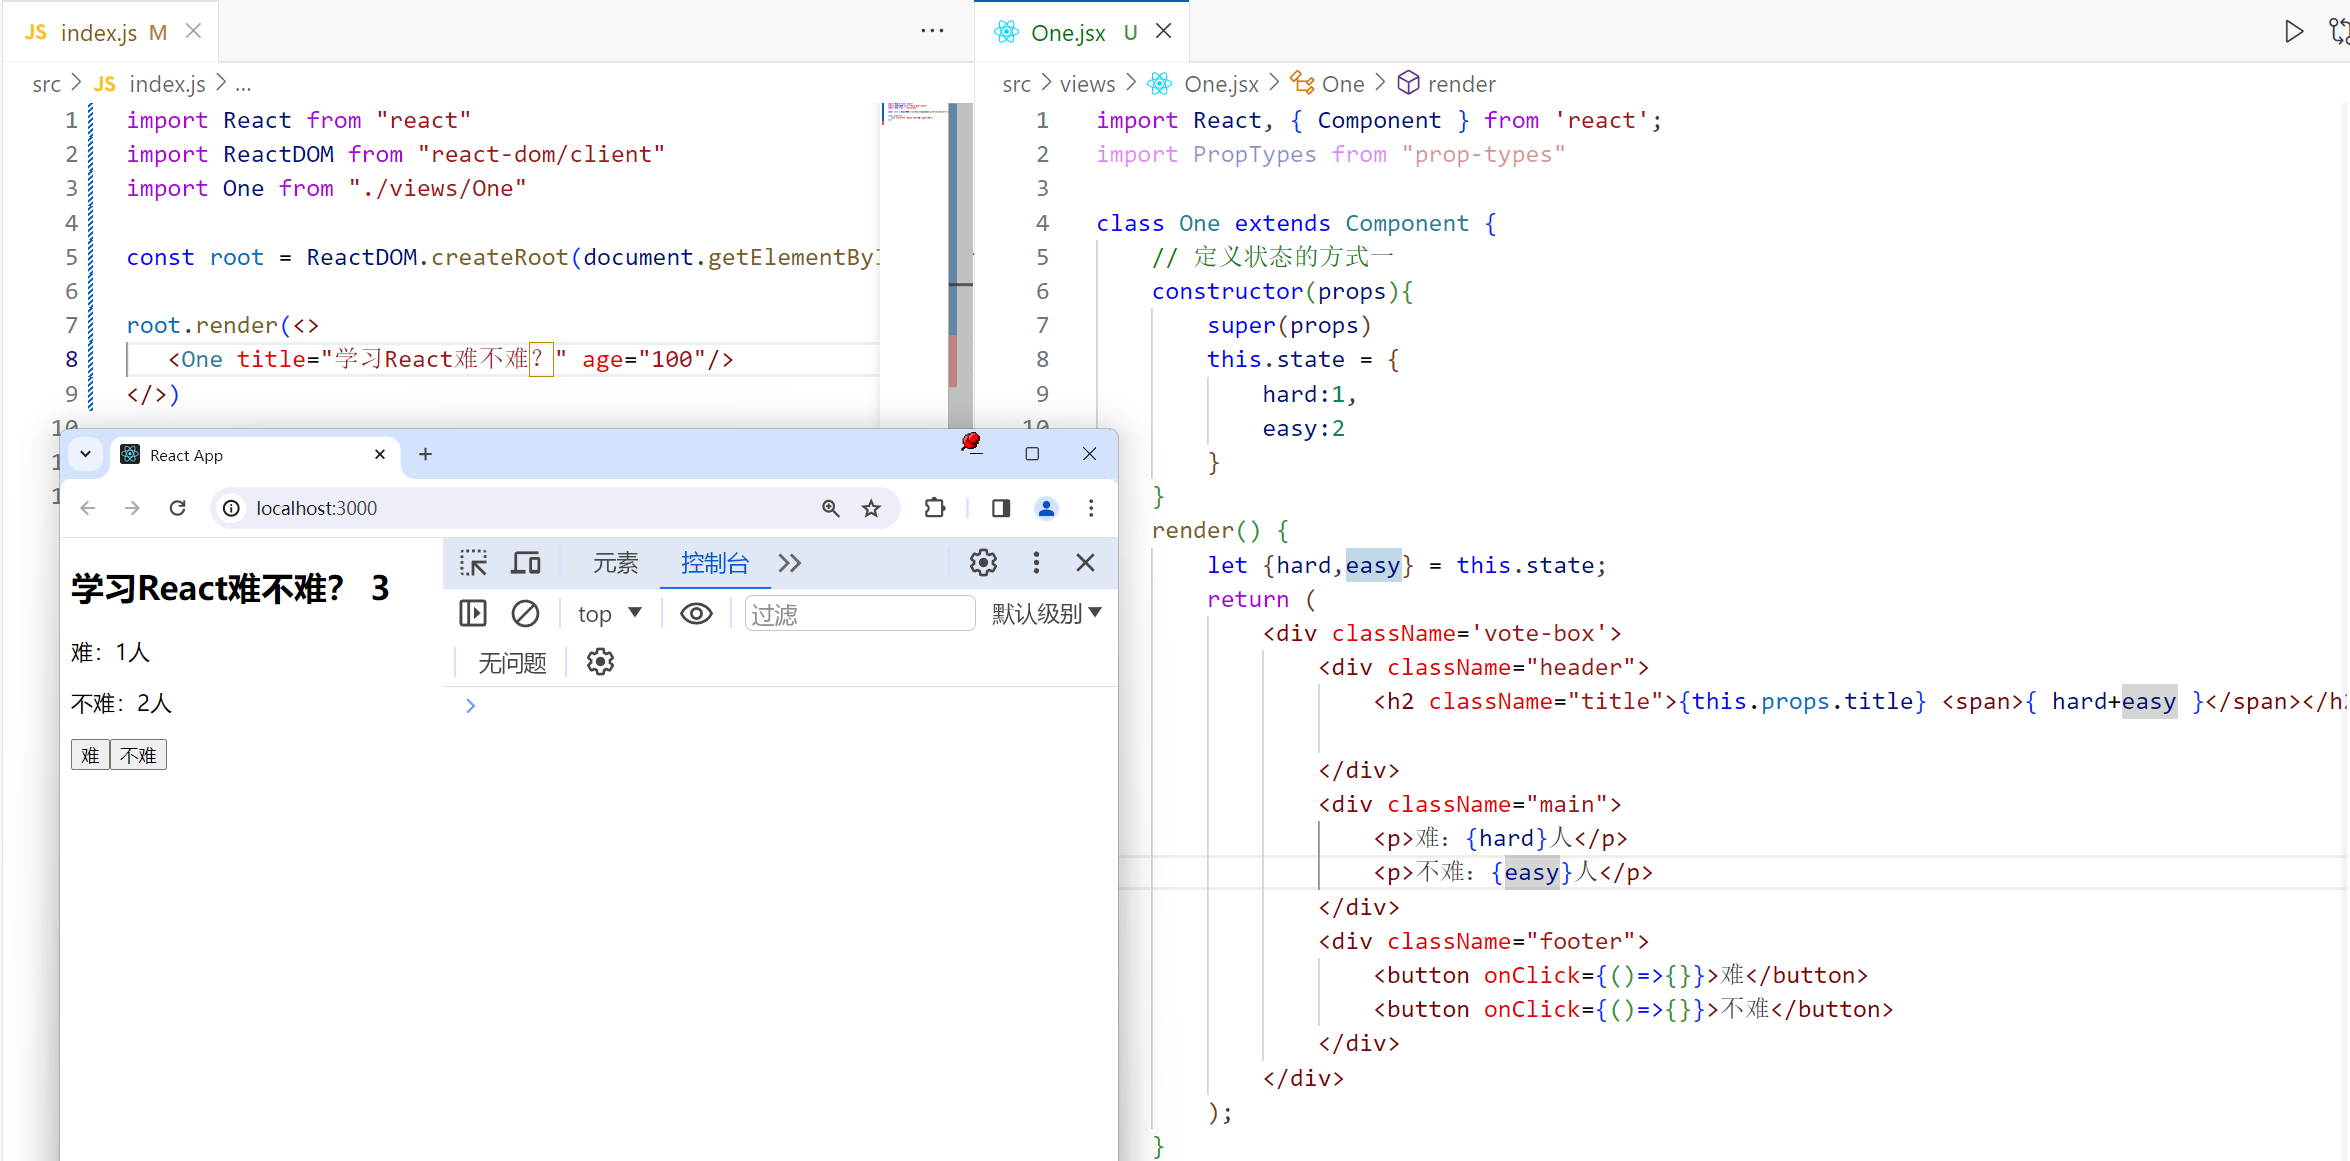 JS index.js M
src > JS index.js > ...
1 import React from "react"
2 import ReactDOM from "react-dom/client"
3 import One from "./views/One"
4
5 const root = ReactDOM.createRoot(document.getElementByI
6
7 root.render(<>
8 <One title="学习React难不难？" age="100"/>
9 </>)
10
React App
localhost:3000
学习React难不难？ 3
难：1人
不难：2人
难 不难
元素 控制台
top 过滤 默认级别
无问题
One.jsx U
src > views > One.jsx > One > render
1 import React, { Component } from 'react';
2 import PropTypes from "prop-types"
3
4 class One extends Component {
5 // 定义状态的方式一
6 constructor(props){
7 super(props)
8 this.state = {
9 hard:1,
10 easy:2
}
}
render() {
let {hard,easy} = this.state;
return (
<div className='vote-box'>
<div className="header">
<h2 className="title">{this.props.title} <span>{ hard+easy }</span></h
</div>
<div className="main">
<p>难：{hard}人</p>
<p>不难：{easy}人</p>
</div>
<div className="footer">
<button onClick={()=>{}}>难</button>
<button onClick={()=>{}}>不难</button>
</div>
</div>
);
}